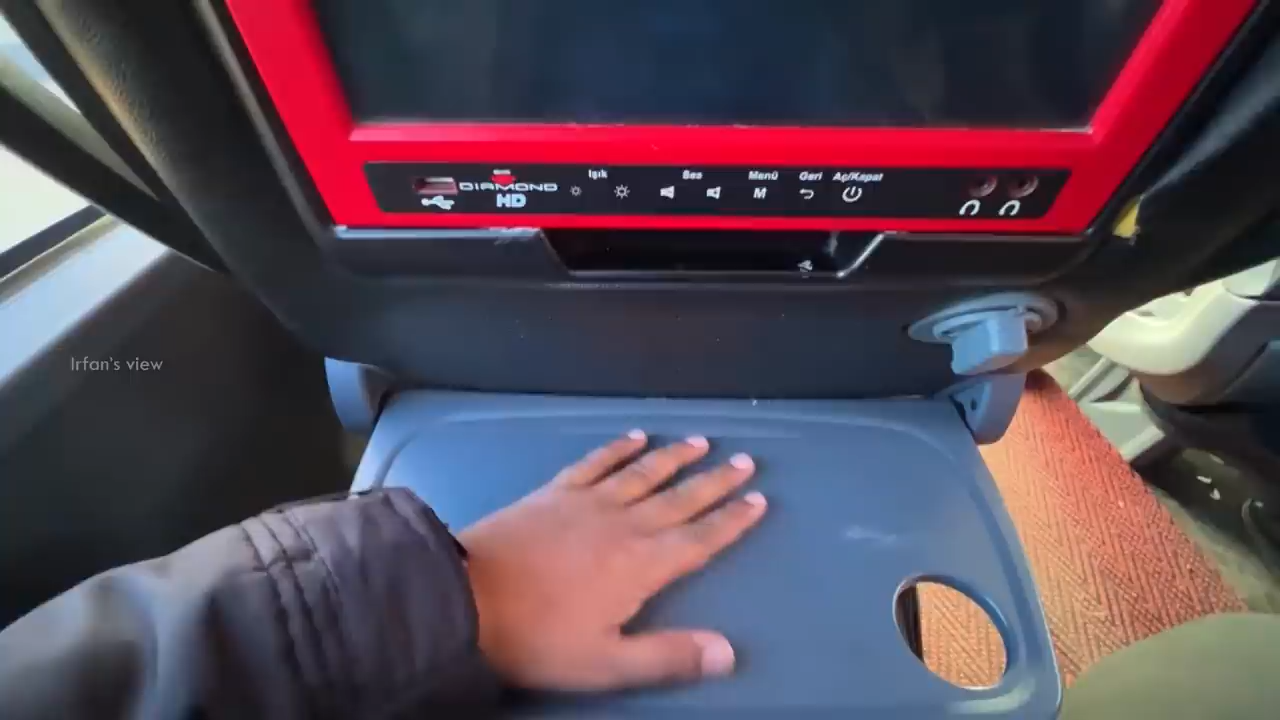 DIAMOND
HD
Işık
Ses
Menü
M
Geri
Aç/Kapat
Irfan's view